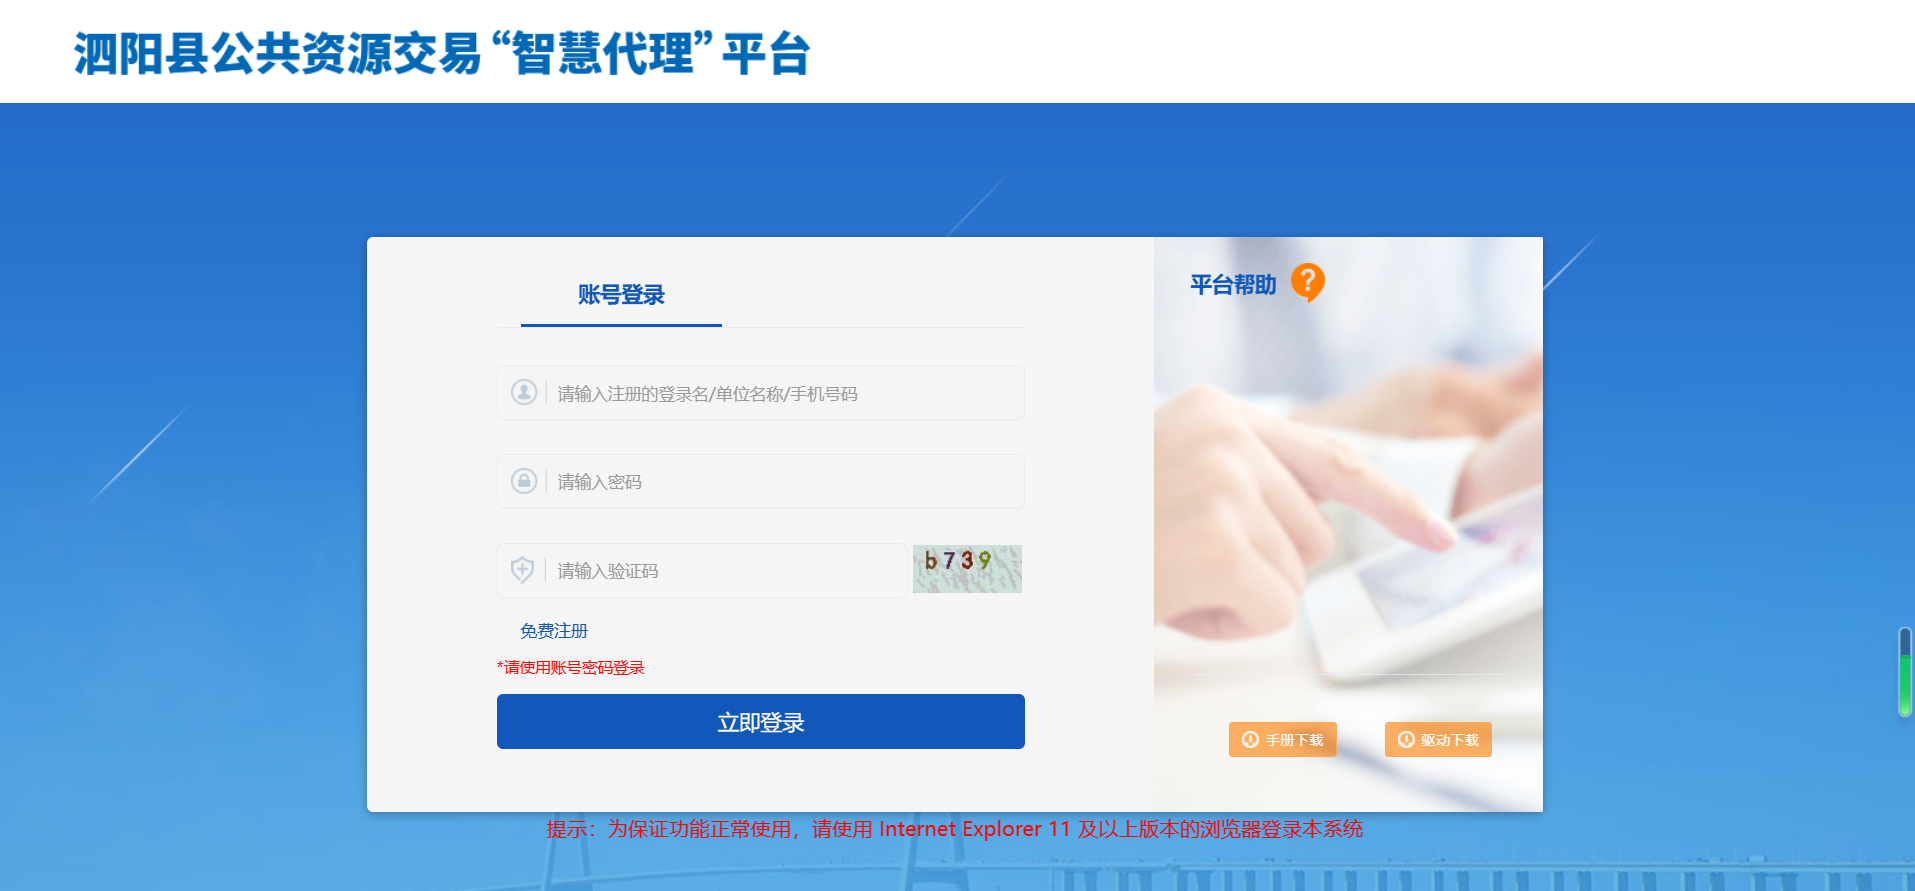 泗阳县公共资源交易“智慧代理”平台
账号登录
请输入注册的登录名/单位名称/手机号码
请输入密码
请输入验证码
b739
免费注册
*请使用账号密码登录
立即登录
平台帮助
手册下载
驱动下载
提示：为保证功能正常使用，请使用 Internet Explorer 11 及以上版本的浏览器登录本系统